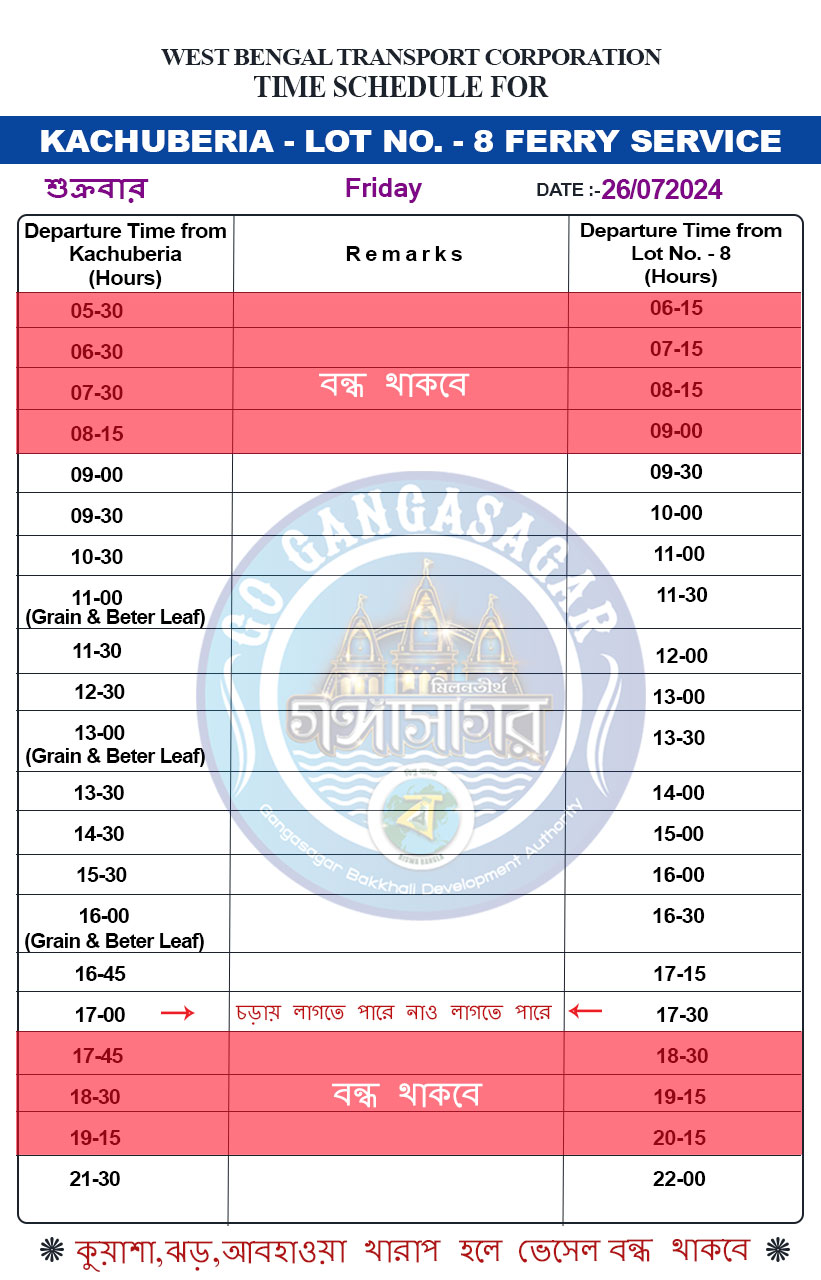 WEST BENGAL TRANSPORT CORPORATION
TIME SCHEDULE FOR
KACHUBERIA - LOT NO. - 8 FERRY SERVICE
শুক্রবার Friday DATE :-26/072024
Departure Time from Kachuberia (Hours) Remarks Departure Time from Lot No. - 8 (Hours)
05-30 06-15
06-30 07-15
বন্ধ থাকবে
07-30 08-15
08-15 09-00
09-00 09-30
09-30 10-00
10-30 11-00
11-00 11-30
(Grain & Beter Leaf)
11-30 12-00
12-30 13-00
13-00 13-30
(Grain & Beter Leaf)
13-30 14-00
14-30 15-00
15-30 16-00
16-00 16-30
(Grain & Beter Leaf)
16-45 17-15
17-00 → চড়ায় লাগতে পারে নাও লাগতে পারে ← 17-30
17-45 18-30
18-30 বন্ধ থাকবে 19-15
19-15 20-15
21-30 22-00
GO GANGASAGAR
মিলনতীর্থ
গঙ্গাসাগর
ব
BISWA BANGLA
Gangasagar Bakkhali Development Authority
কুয়াশা,ঝড়,আবহাওয়া খারাপ হলে ভেসেল বন্ধ থাকবে